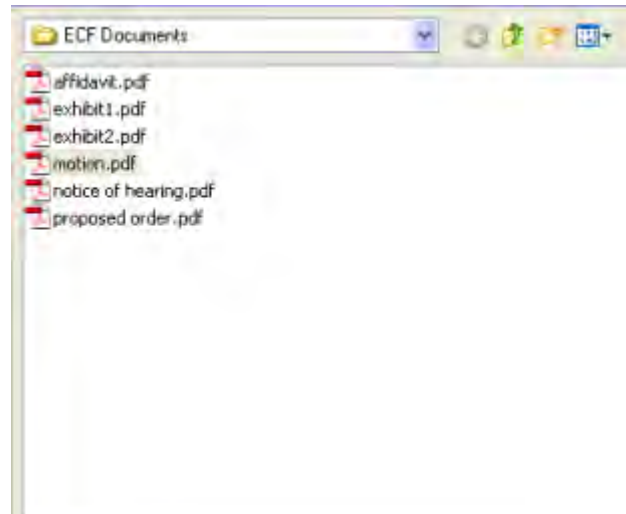 ECF Documents
affidavit.pdf
exhibit1.pdf
exhibit2.pdf
motion.pdf
notice of hearing.pdf
proposed order.pdf